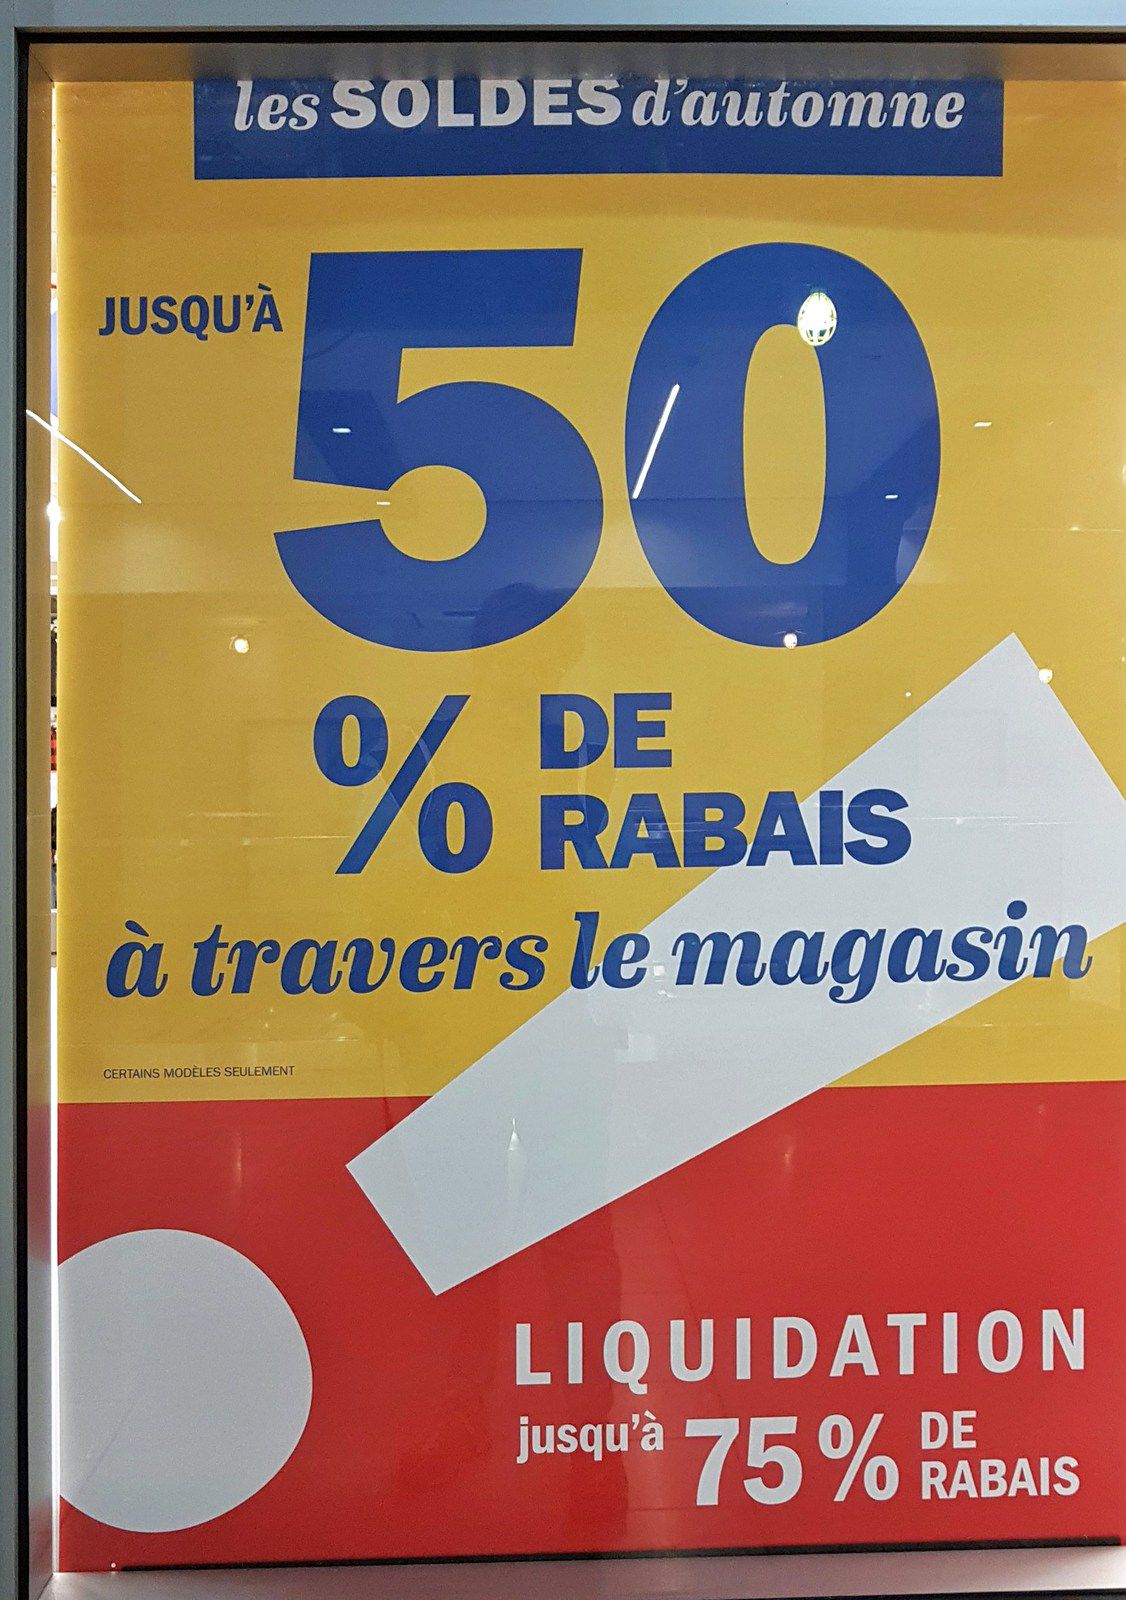 les SOLDES d'automne
JUSQU'À
50
% DE
RABAIS
à travers le magasin
CERTAINS MODÈLES SEULEMENT
LIQUIDATION
jusqu'à 75% DE
RABAIS